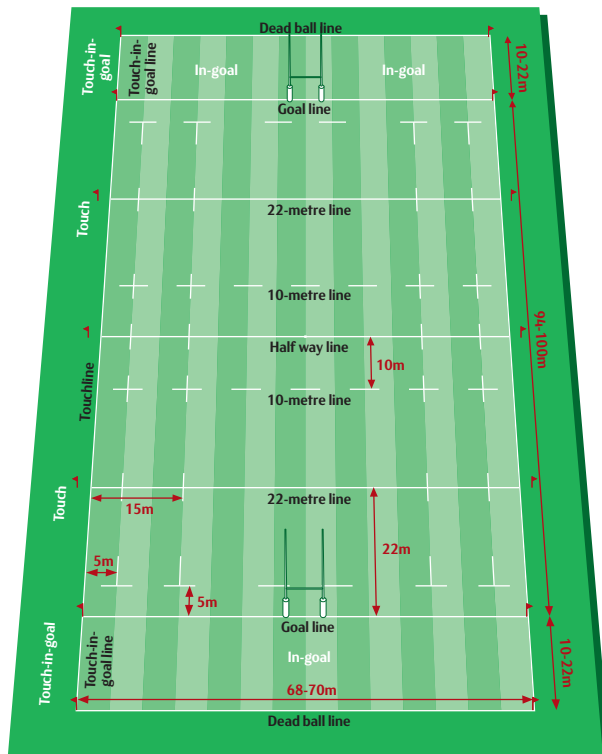 Dead ball line
Touch-in-
goal
Touch-in-
goal line
In-goal
In-goal
10-22m
Goal line
Touch
22-metre line
10-metre line
94-100m
Half way line
10m
Touchline
10-metre line
Touch
22-metre line
15m
22m
5m
5m
Goal line
Touch-in-goal
Touch-in-
goal line
In-goal
10-22m
68-70m
Dead ball line